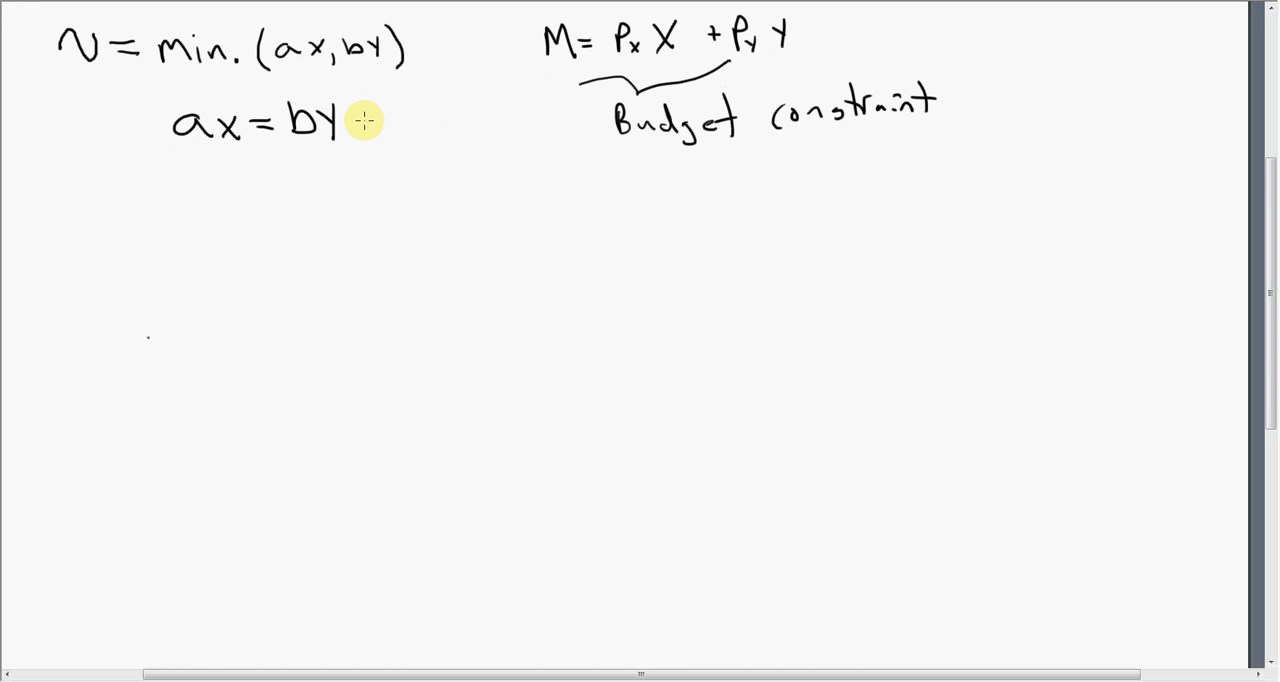 U = min. (ax, by)
ax = by
M = Px X + Py Y
Budget constraint